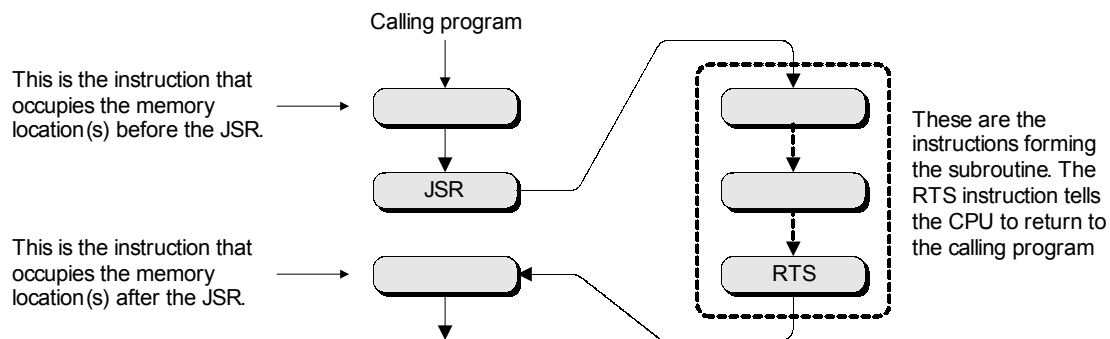 Calling program
This is the instruction that
occupies the memory
location(s) before the JSR.
JSR
This is the instruction that
occupies the memory
location(s) after the JSR.
These are the
instructions forming
the subroutine. The
RTS instruction tells
the CPU to return to
the calling program
RTS